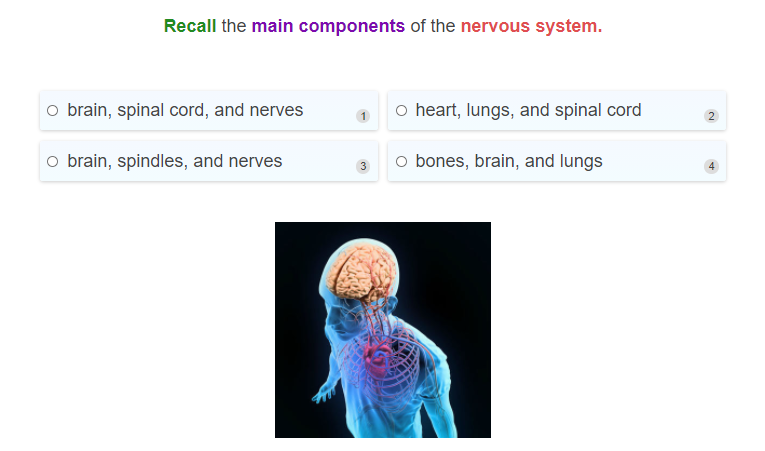 Recall the main components of the nervous system.
brain, spinal cord, and nerves 1
heart, lungs, and spinal cord 2
brain, spindles, and nerves 3
bones, brain, and lungs 4